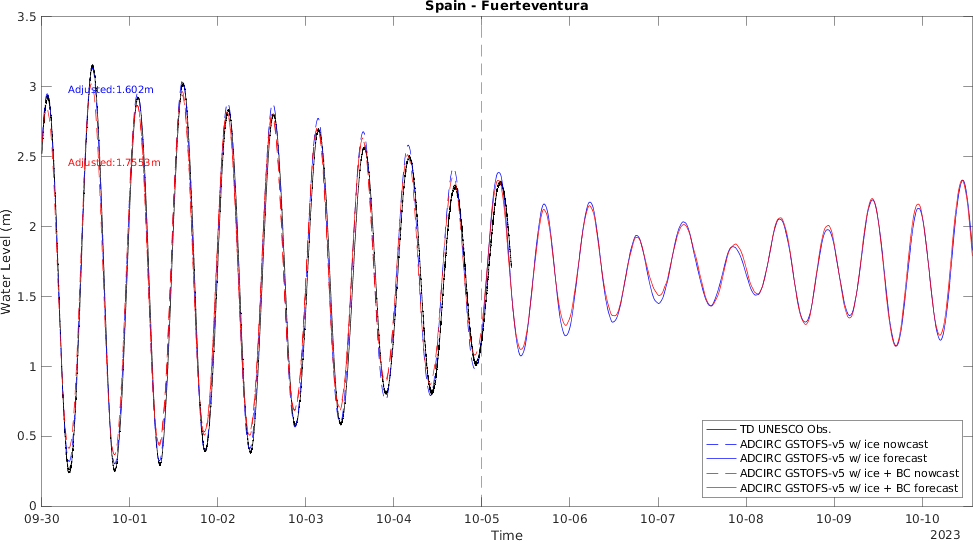 Spain - Fuerteventura
3.5
3
2.5
2
1.5
1
0.5
0
Water Level (m)
Adjusted:1.602m
Adjusted:1.7553m
TD UNESCO Obs.
ADCIRC GSTOFS-v5 w/ ice nowcast
ADCIRC GSTOFS-v5 w/ ice forecast
ADCIRC GSTOFS-v5 w/ ice + BC nowcast
ADCIRC GSTOFS-v5 w/ ice + BC forecast
09-30 10-01 10-02 10-03 10-04 10-05 10-06 10-07 10-08 10-09 10-10
Time
2023